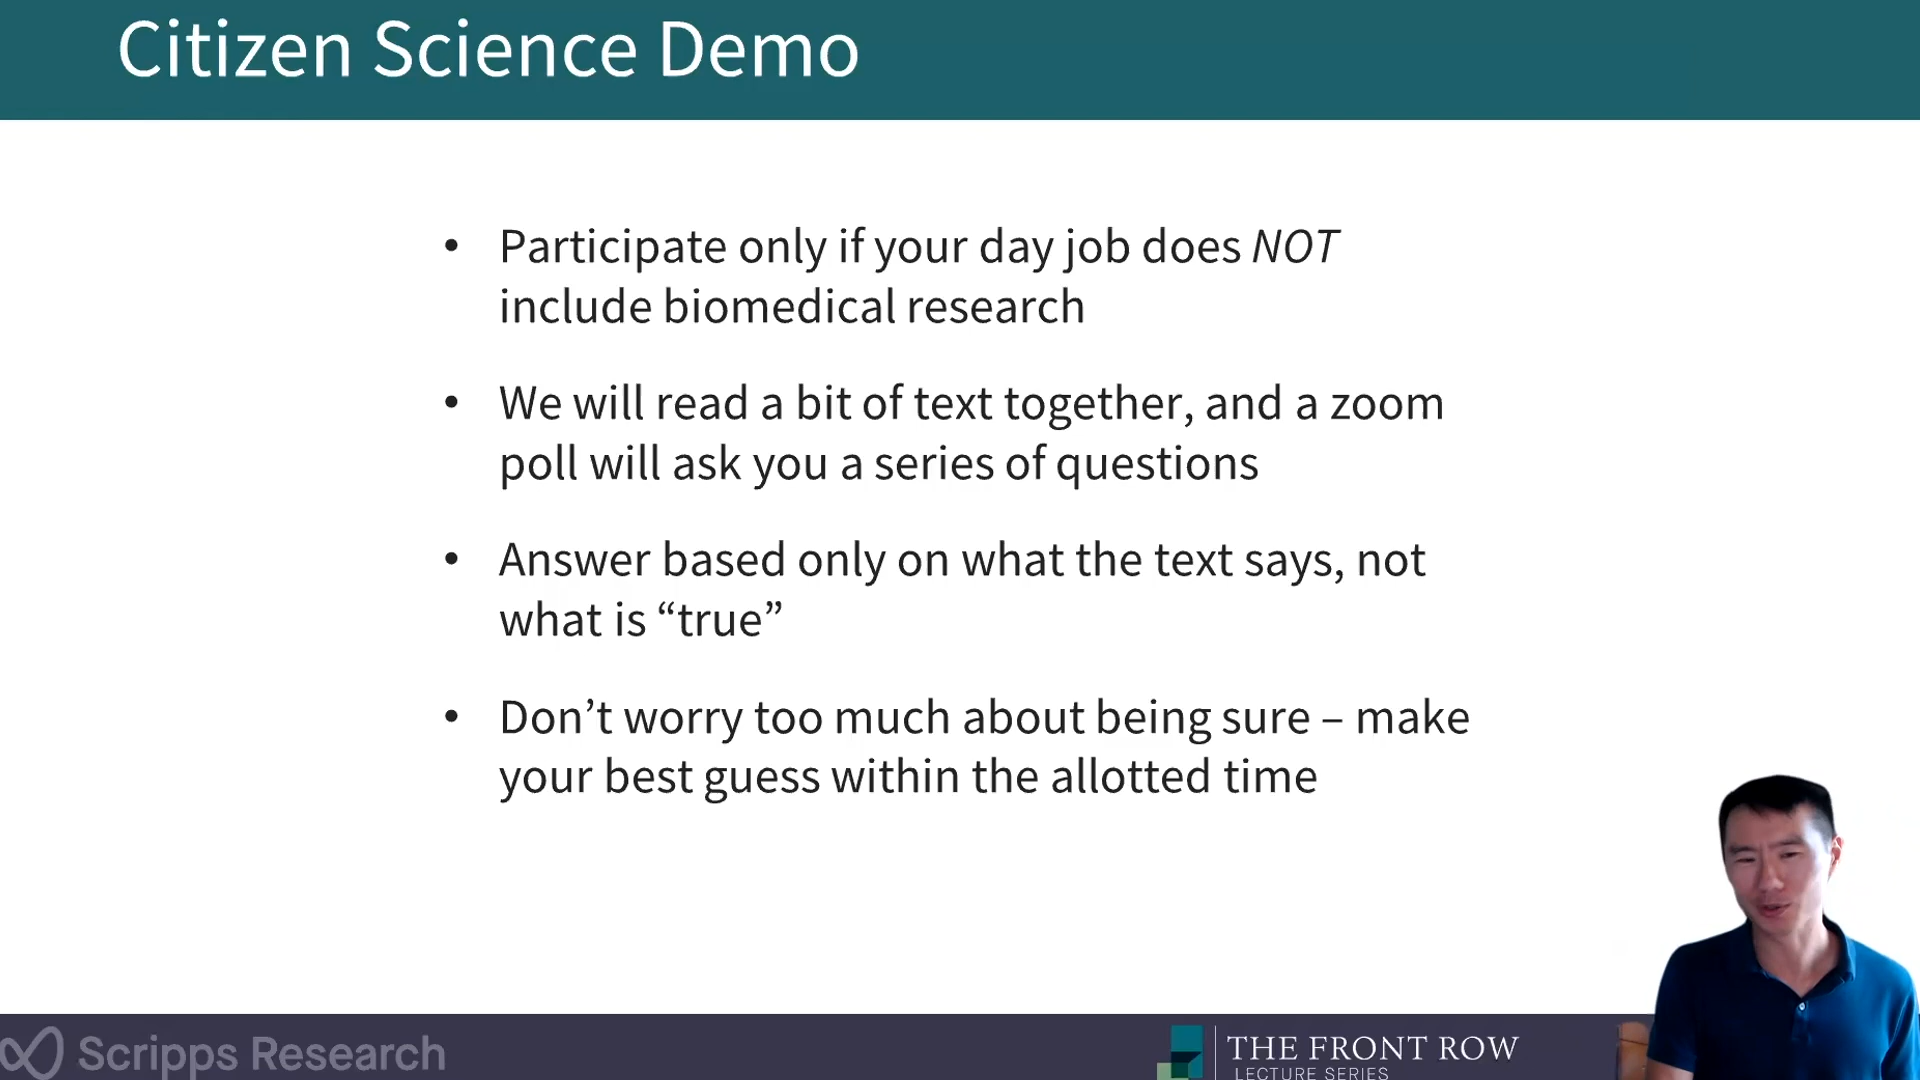 Citizen Science Demo
• Participate only if your day job does NOT
include biomedical research
• We will read a bit of text together, and a zoom
poll will ask you a series of questions
• Answer based only on what the text says, not
what is “true”
• Don’t worry too much about being sure – make
your best guess within the allotted time
Scripps Research
THE FRONT ROW
LECTURE SERIES